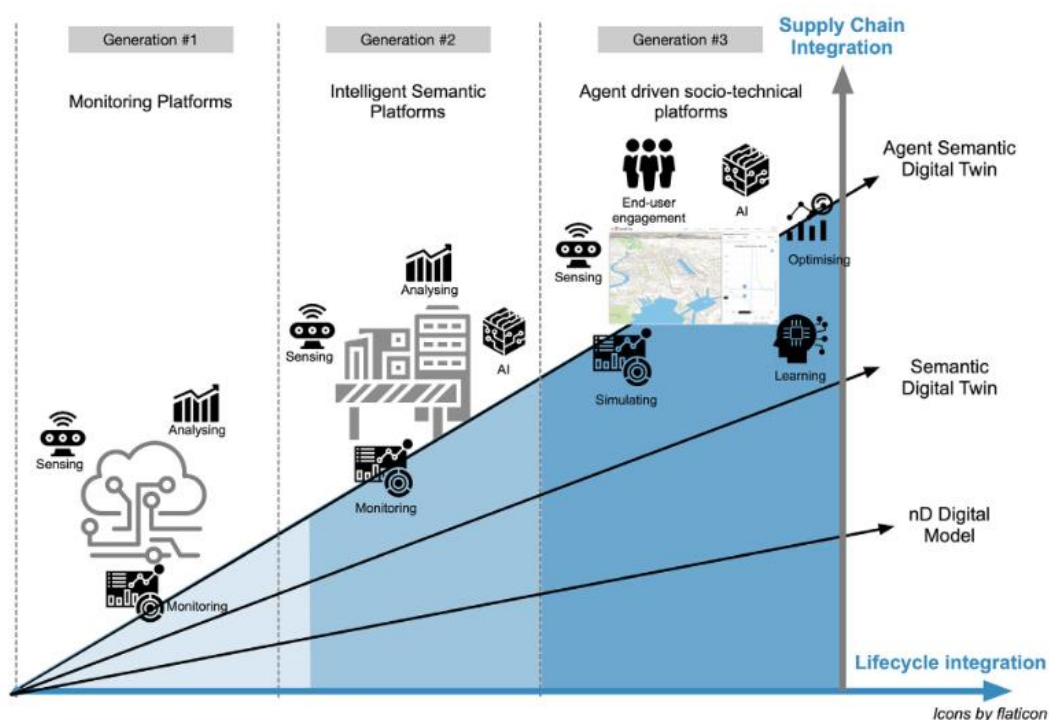 Generation #1
Generation #2
Generation #3
Supply Chain
Integration
Monitoring Platforms
Intelligent Semantic
Platforms
Agent driven socio-technical
platforms
Agent Semantic
Digital Twin
End-user
engagement
AI
Sensing
Optimising
Analysing
Sensing
AI
Simulating
Learning
Semantic
Digital Twin
Analysing
Sensing
Monitoring
nD Digital
Model
Monitoring
Lifecycle integration
Icons by flaticon